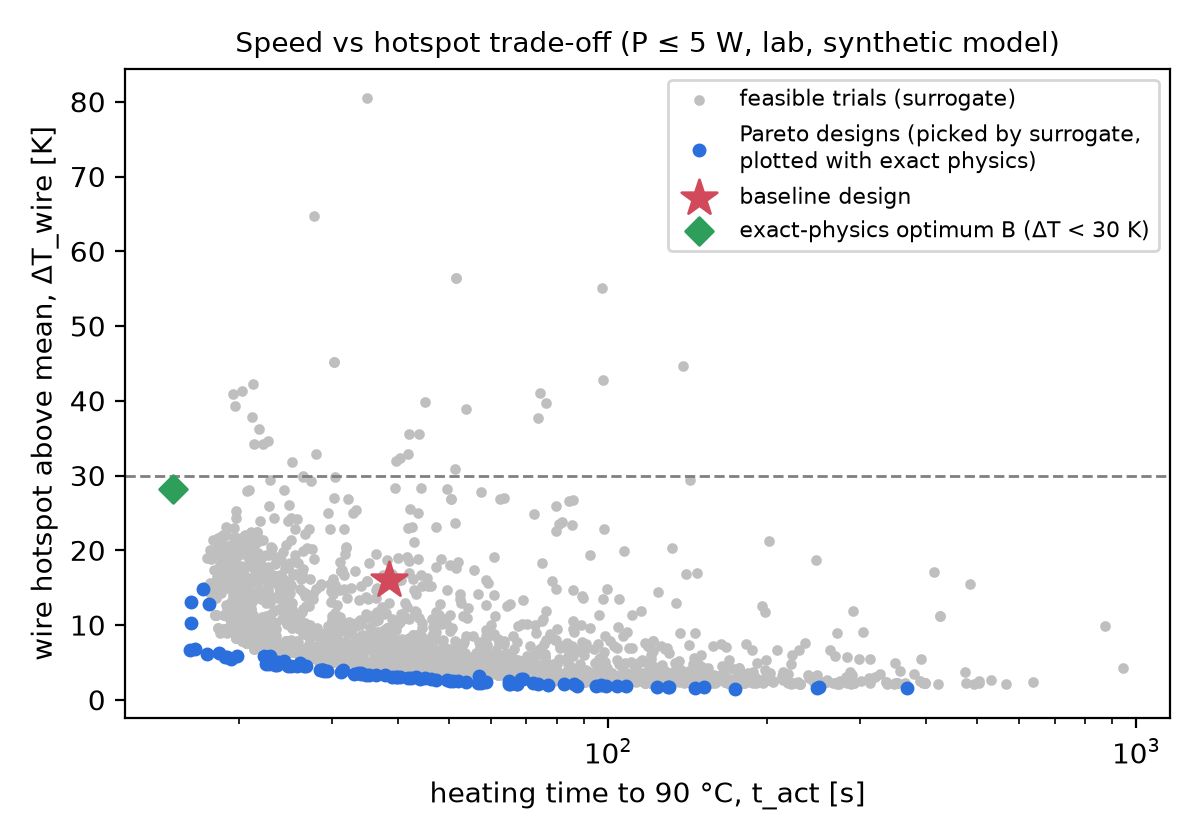 Speed vs hotspot trade-off (P ≤ 5 W, lab, synthetic model)
wire hotspot above mean, ΔT_wire [K]
80
70
60
50
40
30
20
10
0
feasible trials (surrogate)
Pareto designs (picked by surrogate,
plotted with exact physics)
baseline design
exact-physics optimum B (ΔT < 30 K)
10²
10³
heating time to 90 °C, t_act [s]